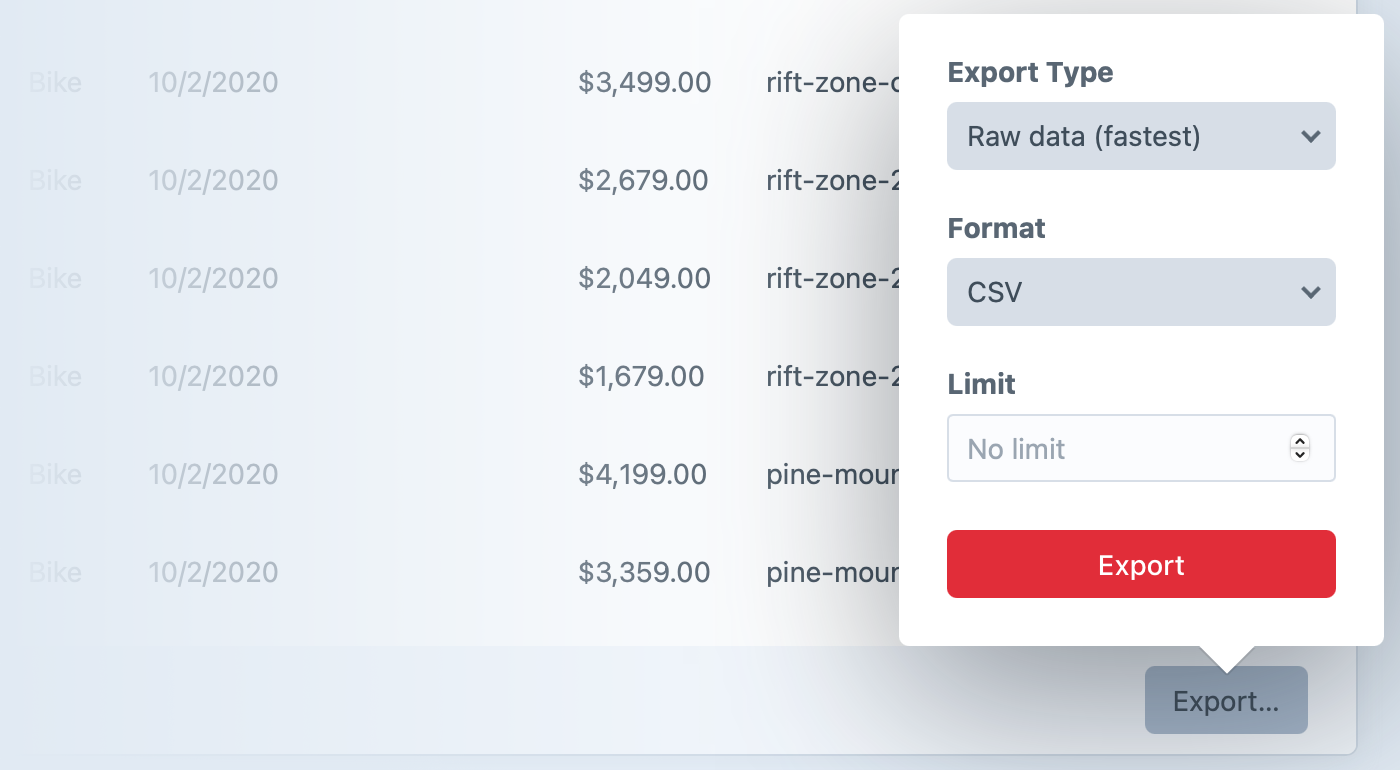 Bike 10/2/2020 $3,499.00 rift-zone-
Bike 10/2/2020 $2,679.00 rift-zone-2
Bike 10/2/2020 $2,049.00 rift-zone-2
Bike 10/2/2020 $1,679.00 rift-zone-2
Bike 10/2/2020 $4,199.00 pine-moun
Bike 10/2/2020 $3,359.00 pine-moun
Export Type
Raw data (fastest)
Format
CSV
Limit
No limit
Export
Export...